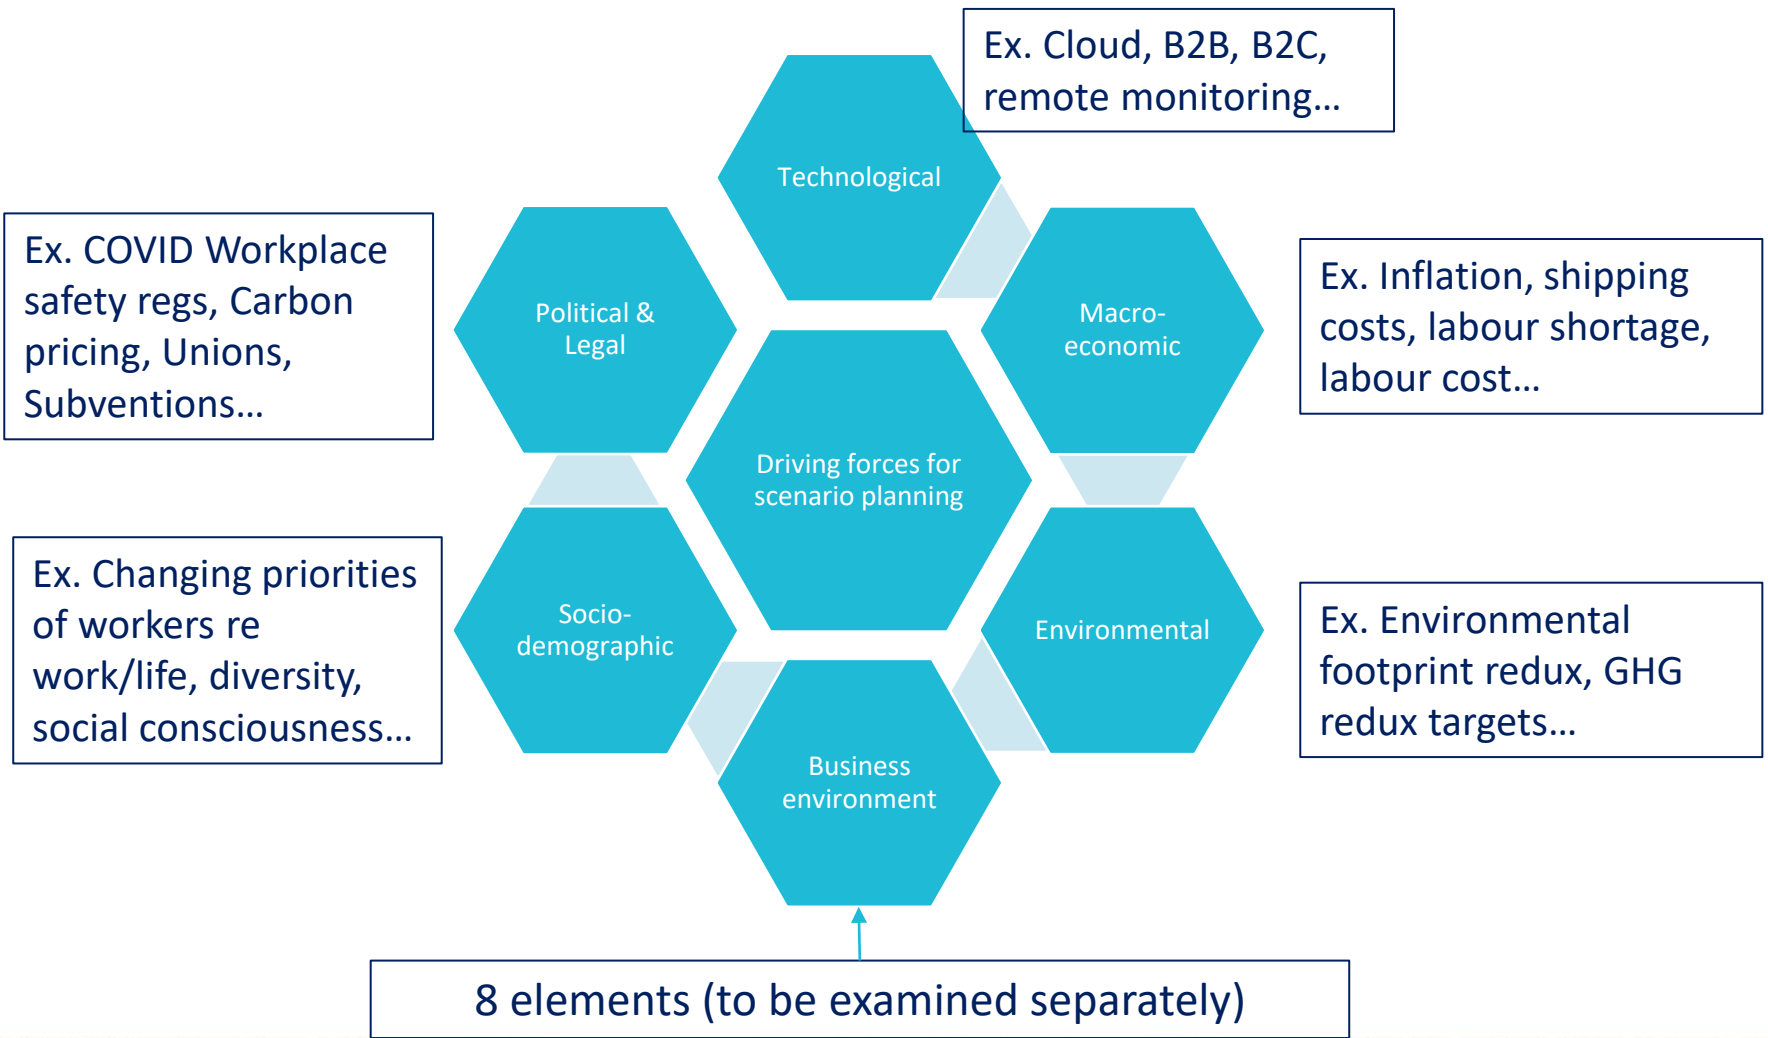 Ex. Cloud, B2B, B2C,
remote monitoring…
Technological
Ex. COVID Workplace
safety regs, Carbon
pricing, Unions,
Subventions…
Political &
Legal
Macro-
economic
Ex. Inflation, shipping
costs, labour shortage,
labour cost…
Driving forces for
scenario planning
Ex. Changing priorities
of workers re
work/life, diversity,
social consciousness…
Socio-
demographic
Environmental
Ex. Environmental
footprint redux, GHG
redux targets…
Business
environment
8 elements (to be examined separately)